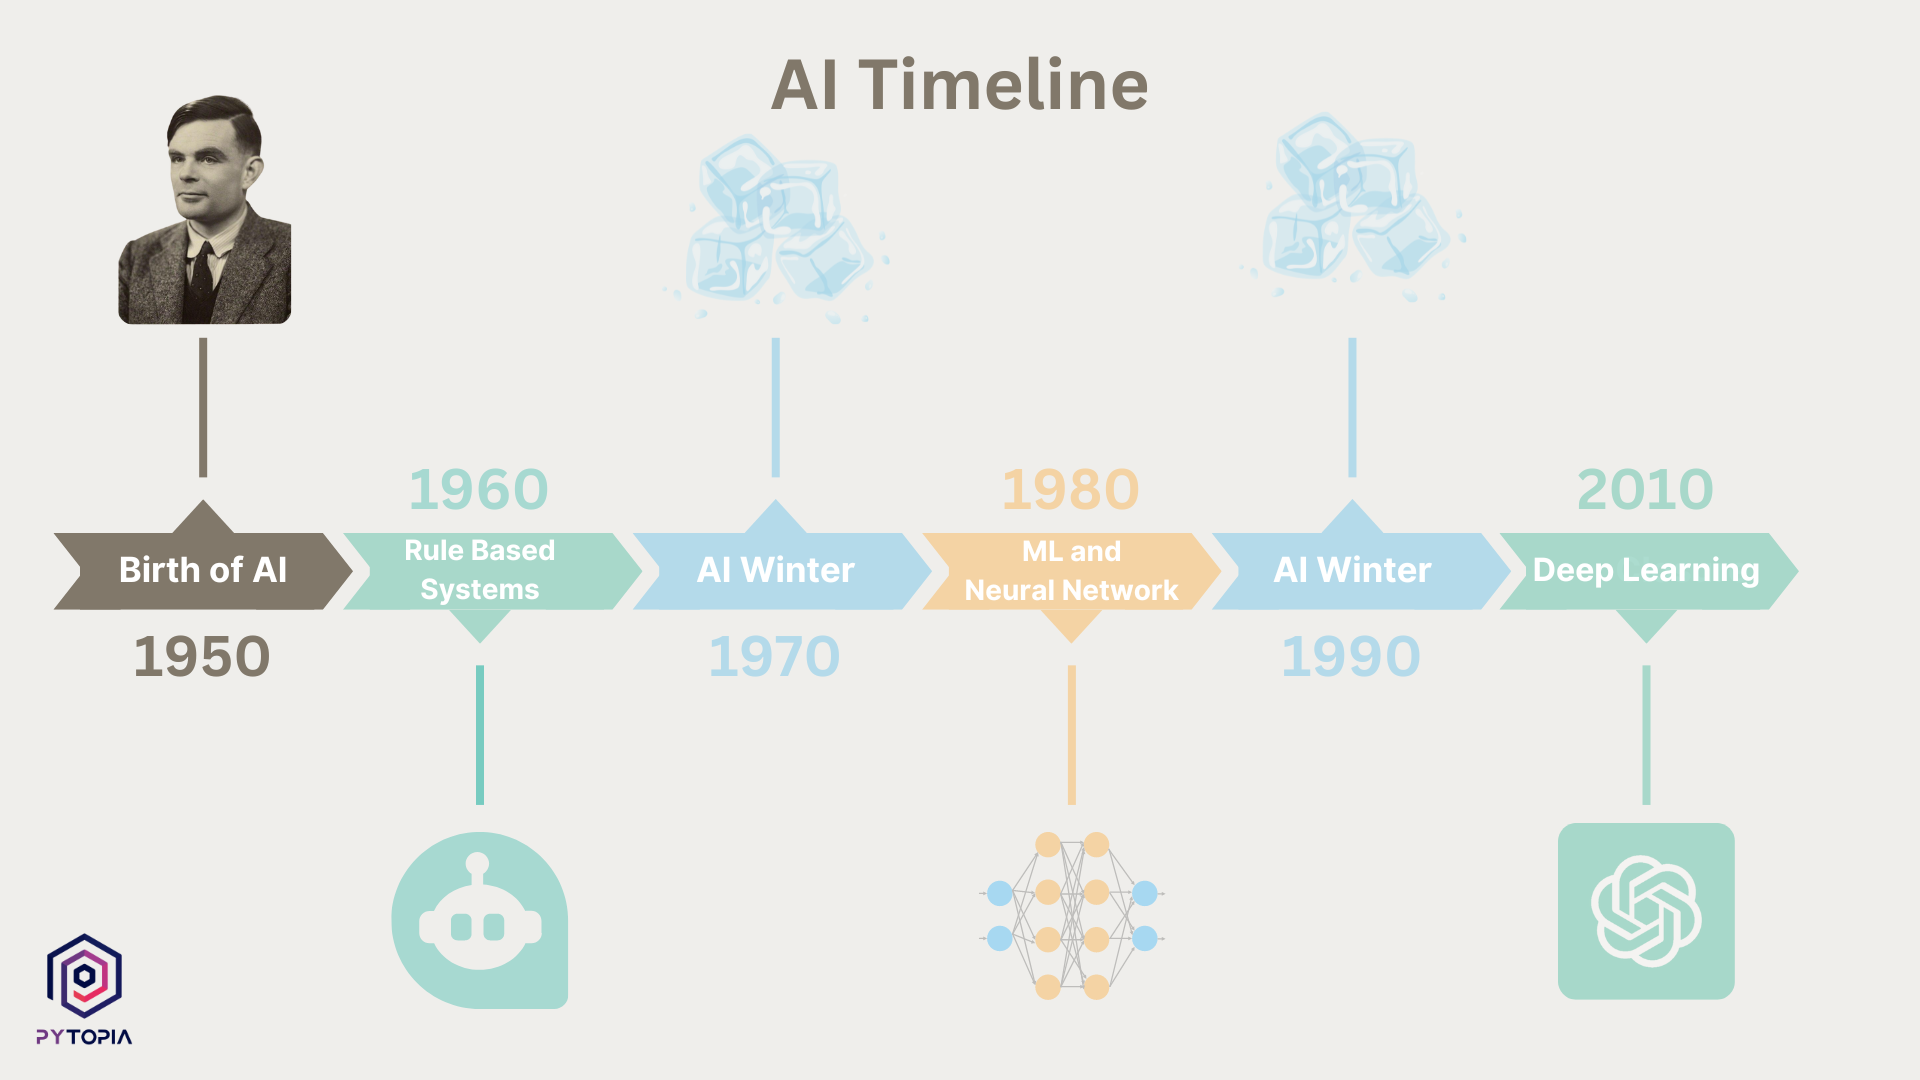 AI Timeline
1960
1980
2010
Birth of AI
Rule Based
Systems
AI Winter
ML and
Neural Network
AI Winter
Deep Learning
1950
1970
1990
PYTOPIA